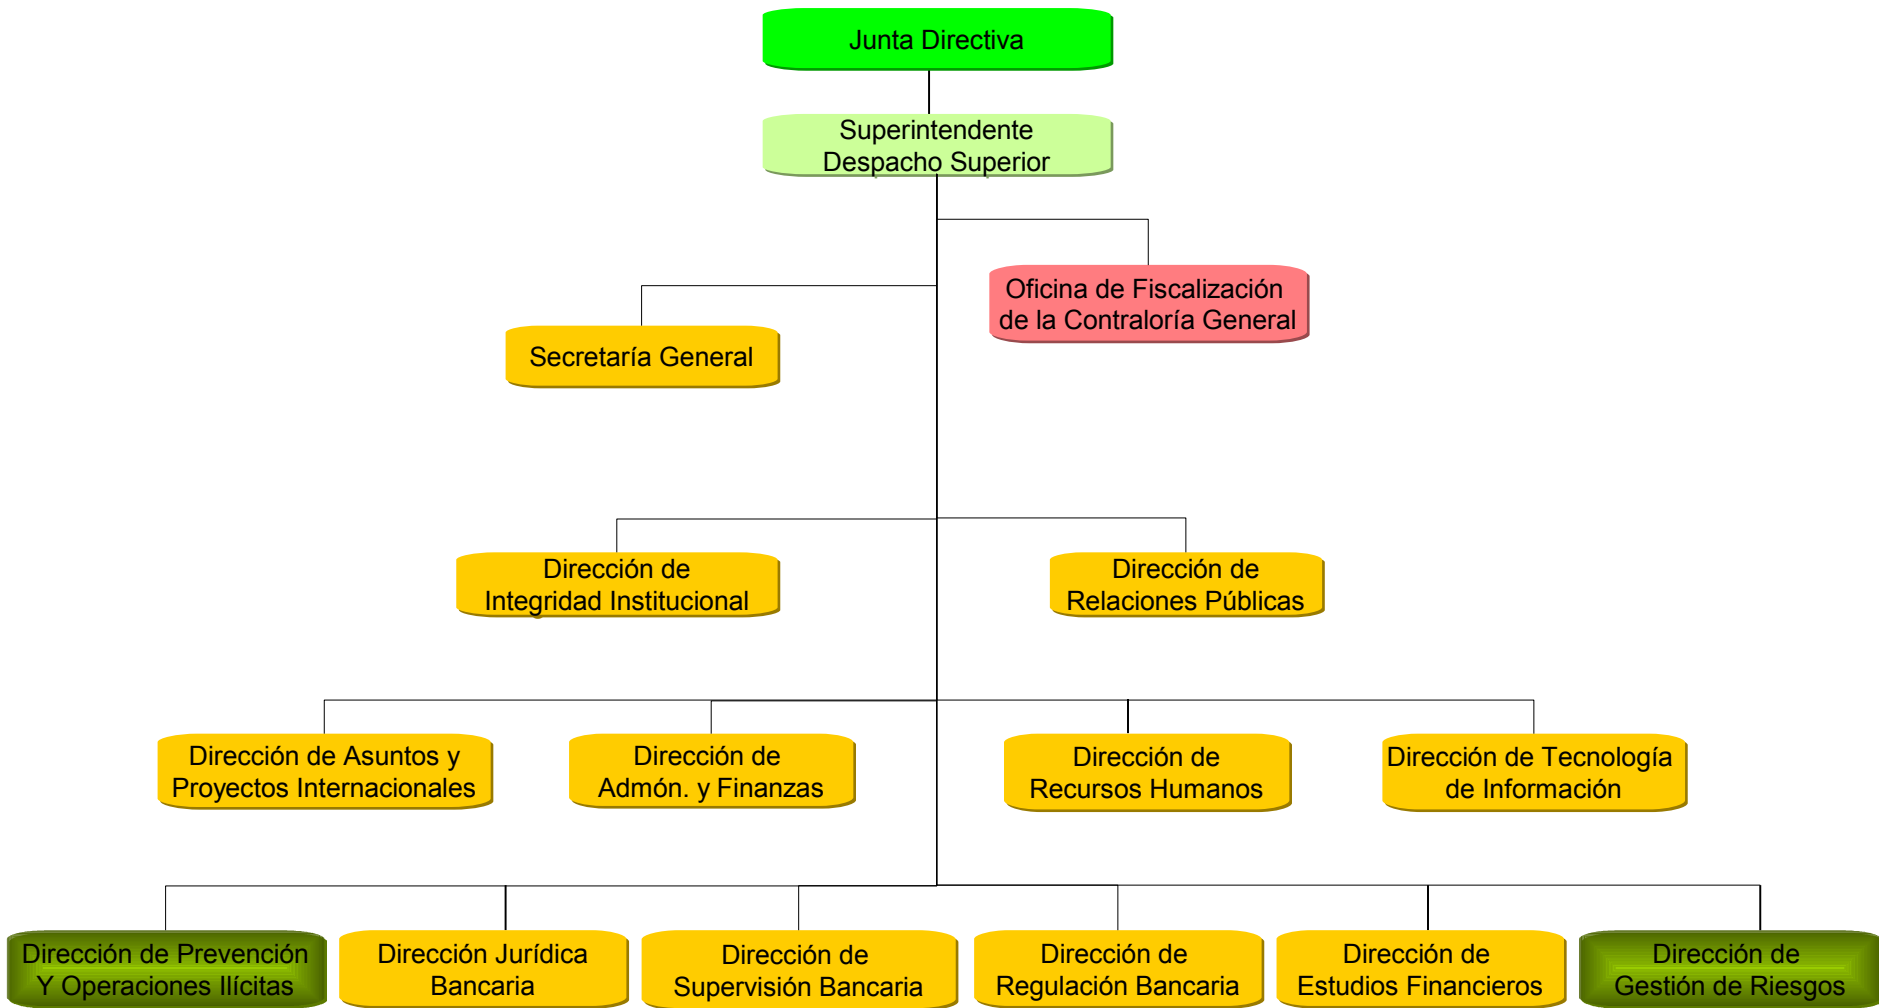 Junta Directiva
Superintendente
Despacho Superior
Oficina de Fiscalización
de la Contraloría General
Secretaría General
Dirección de
Integridad Institucional
Dirección de
Relaciones Públicas
Dirección de Asuntos y
Proyectos Internacionales
Dirección de
Admón. y Finanzas
Dirección de
Recursos Humanos
Dirección de Tecnología
de Información
Dirección de Prevención
Y Operaciones Ilícitas
Dirección Jurídica
Bancaria
Dirección de
Supervisión Bancaria
Dirección de
Regulación Bancaria
Dirección de
Estudios Financieros
Dirección de
Gestión de Riesgos